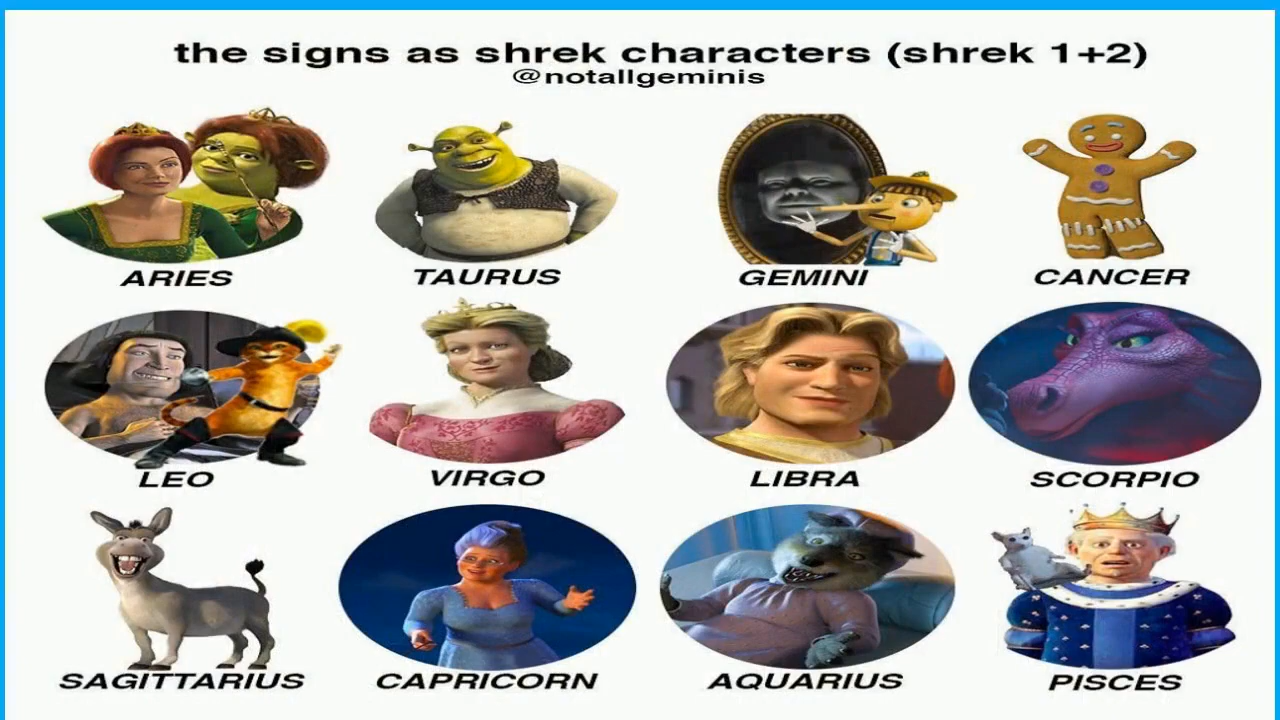 the signs as shrek characters (shrek 1+2)
@notallgeminis
ARIES TAURUS GEMINI CANCER
LEO VIRGO LIBRA SCORPIO
SAGITTARIUS CAPRICORN AQUARIUS PISCES